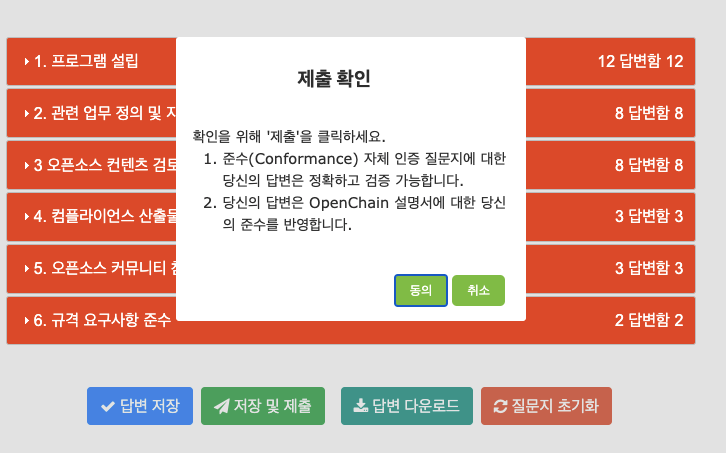 제출 확인
확인을 위해 '제출'을 클릭하세요.
1. 준수(Conformance) 자체 인증 질문지에 대한
당신의 답변은 정확하고 검증 가능합니다.
2. 당신의 답변은 OpenChain 설명서에 대한 당신
의 준수를 반영합니다.
동의 취소
1. 프로그램 설립 12 답변함 12
2. 관련 업무 정의 및 8 답변함 8
3 오픈소스 컨텐츠 검토 8 답변함 8
4. 컴플라이언스 산출물 3 답변함 3
5. 오픈소스 커뮤니티 3 답변함 3
6. 규격 요구사항 준수 2 답변함 2
답변 저장 저장 및 제출 답변 다운로드 질문지 초기화